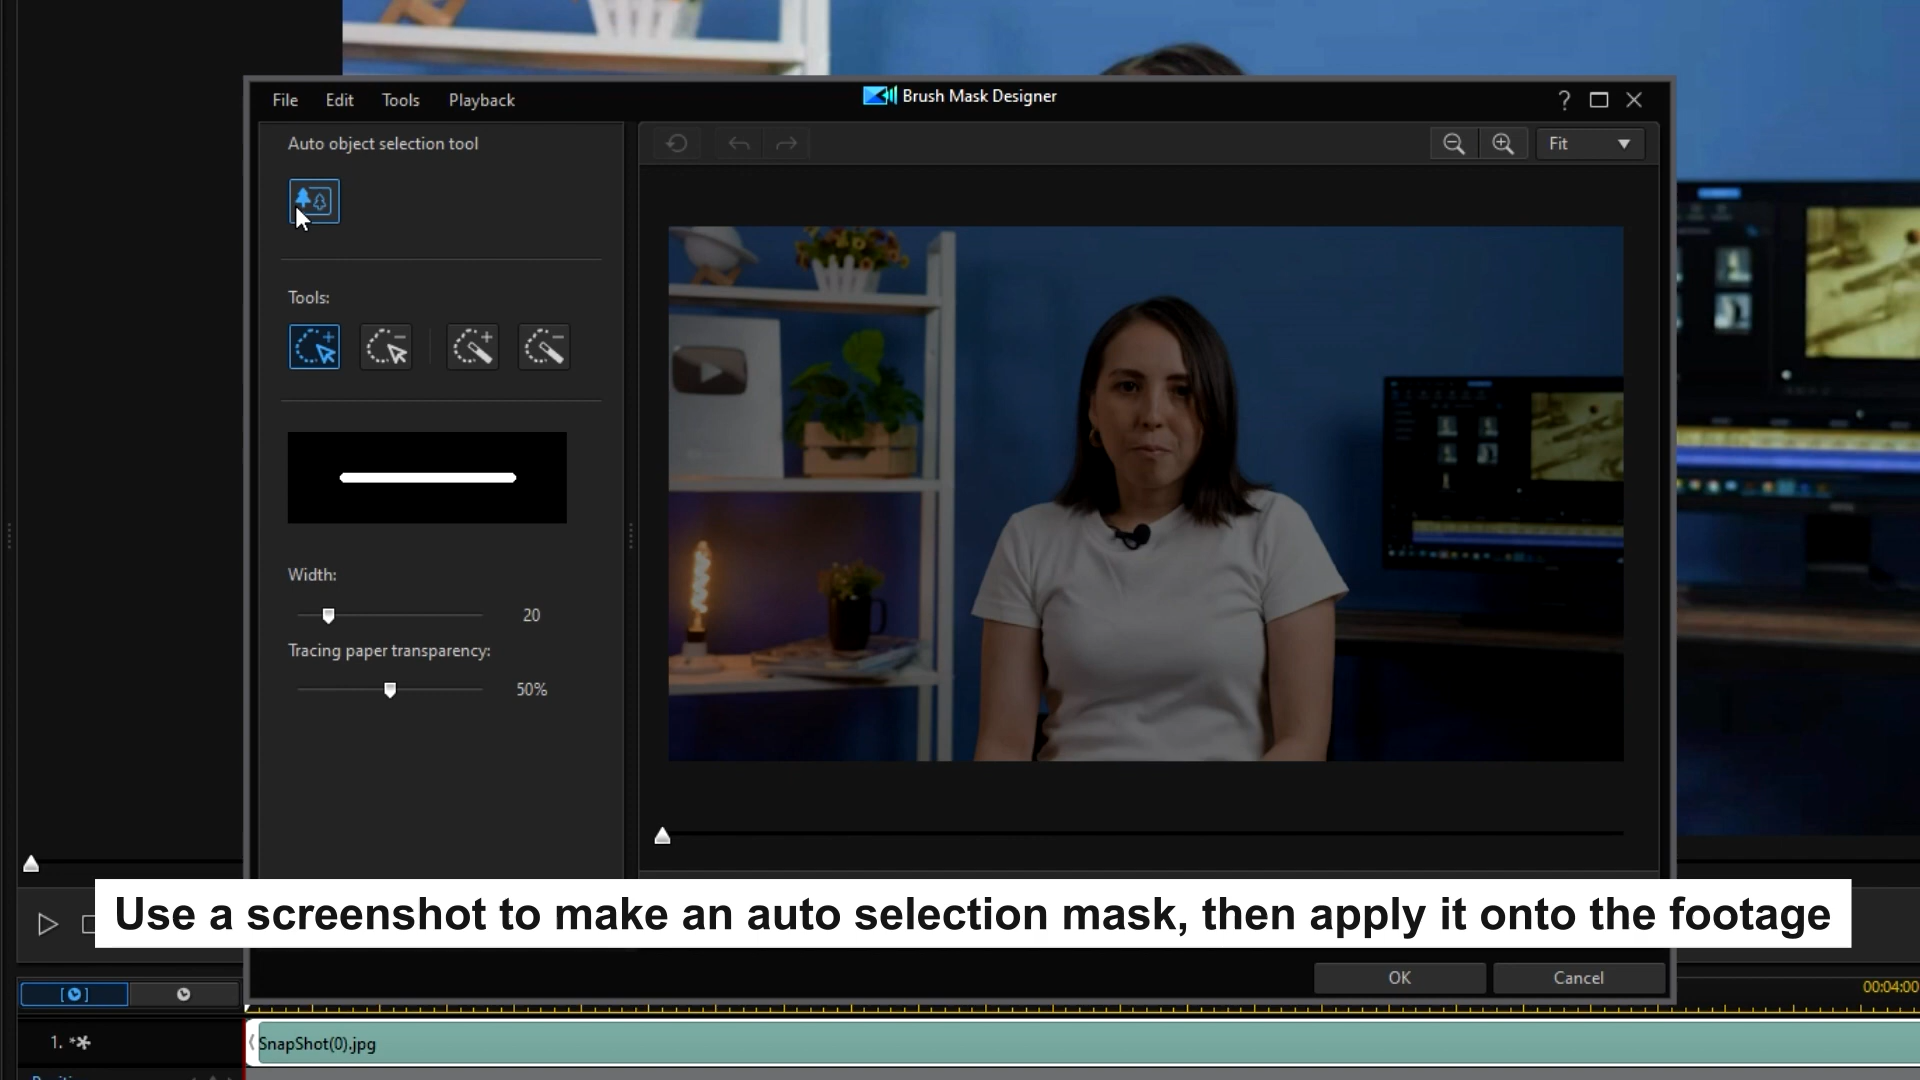 Brush Mask Designer
File Edit Tools Playback
?
Auto object selection tool
Fit
Tools:
Width:
20
Tracing paper transparency:
50%
Use a screenshot to make an auto selection mask, then apply it onto the footage
OK Cancel
00:04:00
1.
SnapShot(0).jpg